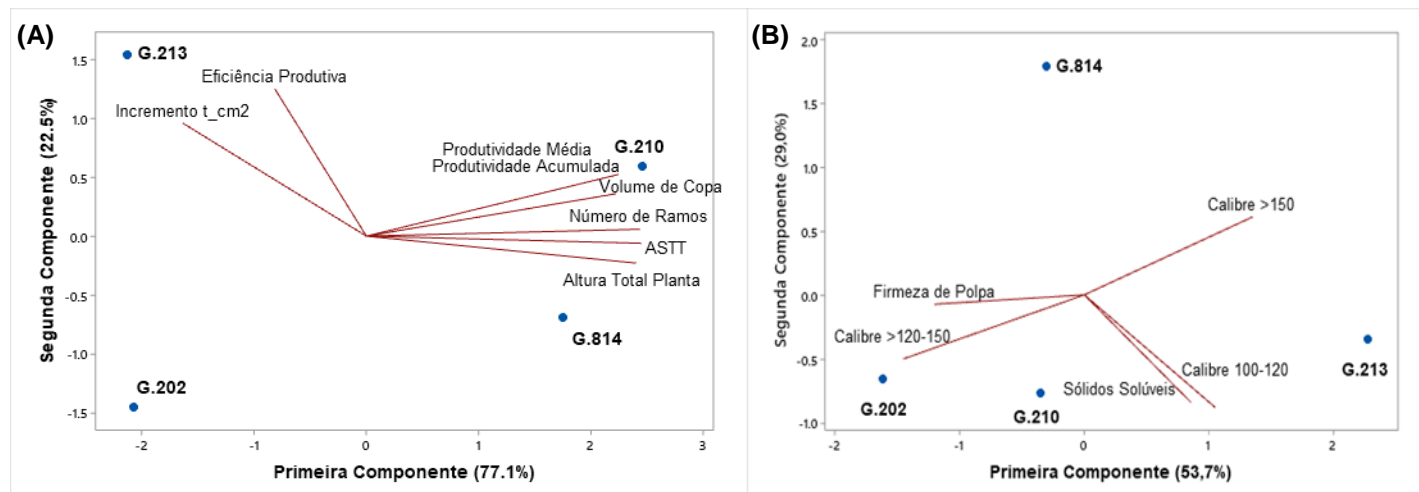 (A)
G.213
Eficiência Produtiva
Incremento t_cm2
Produtividade Média
G.210
Produtividade Acumulada
Volume de Copa
Número de Ramos
ASTT
Altura Total Planta
G.814
G.202
1.5
1.0
0.5
0.0
-0.5
-1.0
-1.5
Segunda Componente (22.5%)
-2
-1
0
1
2
3
Primeira Componente (77.1%)
(B)
G.814
Calibre >150
Firmeza de Polpa
Calibre >120-150
Calibre 100-120
Sólidos Solúveis
G.213
G.202
G.210
2.0
1.5
1.0
0.5
0.0
-0.5
-1.0
Segunda Componente (29,0%)
-2
-1
0
1
2
Primeira Componente (53,7%)